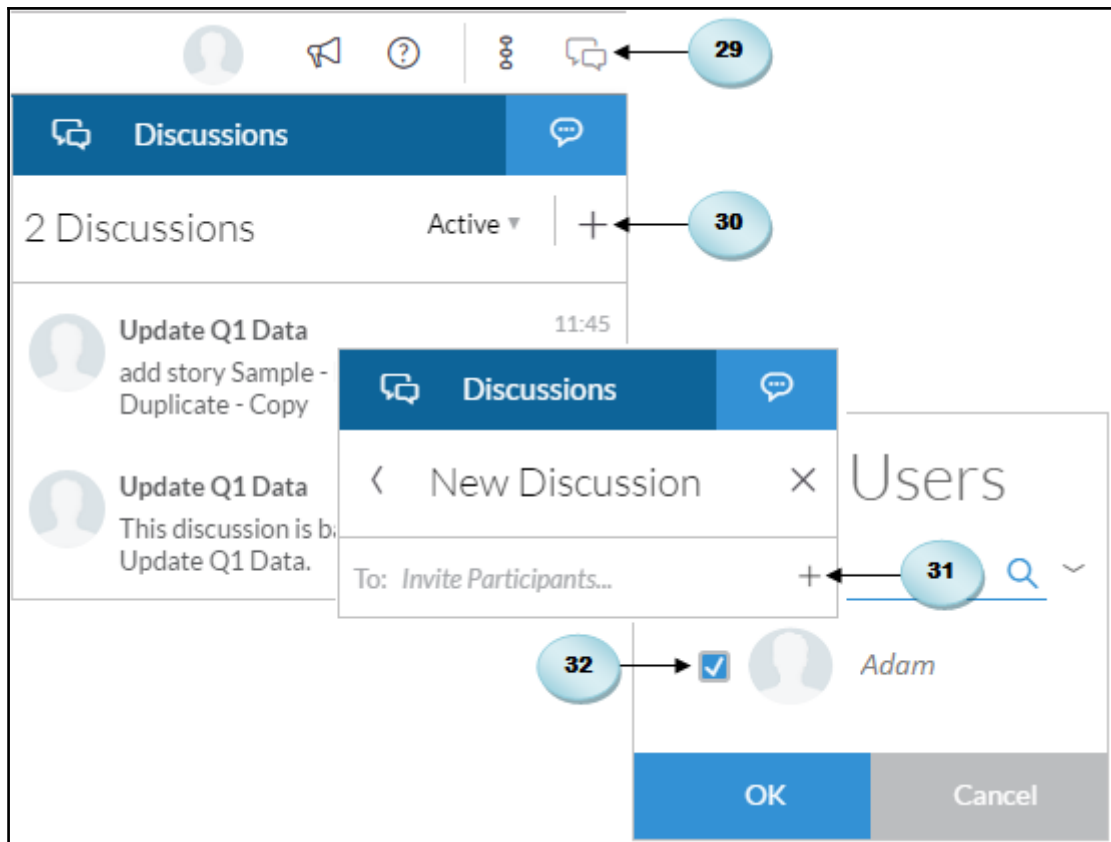 29
Discussions
2 Discussions
Active
30
Update Q1 Data
11:45
add story Sample -
Duplicate - Copy
Update Q1 Data
This discussion is ba
Update Q1 Data.
Discussions
New Discussion
To: Invite Participants...
31
Users
32
Adam
OK
Cancel